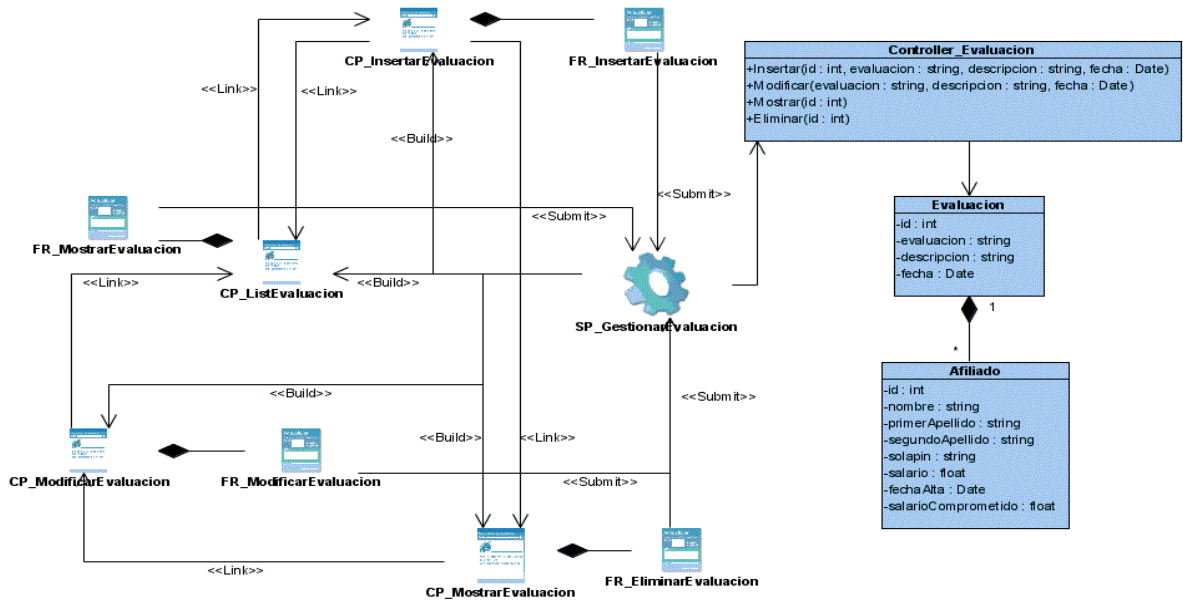 CP_InsertarEvaluacion
FR_InsertarEvaluacion
<<Link>>
<<Link>>
<<Build>>
<<Submit>>
Controller_Evaluacion
+Insertar(id : int, evaluacion : string, descripcion : string, fecha : Date)
+Modificar(evaluacion : string, descripcion : string, fecha : Date)
+Mostrar(id : int)
+Eliminar(id : int)
FR_MostrarEvaluacion
<<Submit>>
Evaluacion
-id : int
-evaluacion : string
-descripcion : string
-fecha : Date
<<Link>>
CP_ListEvaluacion
<<Build>>
SP_GestionarEvaluacion
1
*
Afiliado
-id : int
-nombre : string
-primerApellido : string
-segundoApellido : string
-solapin : string
-salario : float
-fechaAlta : Date
-salarioComprometido : float
<<Build>>
<<Submit>>
<<Build>>
<<Link>>
CP_ModificarEvaluacion
FR_ModificarEvaluacion
<<Submit>>
<<Link>>
CP_MostrarEvaluacion
FR_EliminarEvaluacion